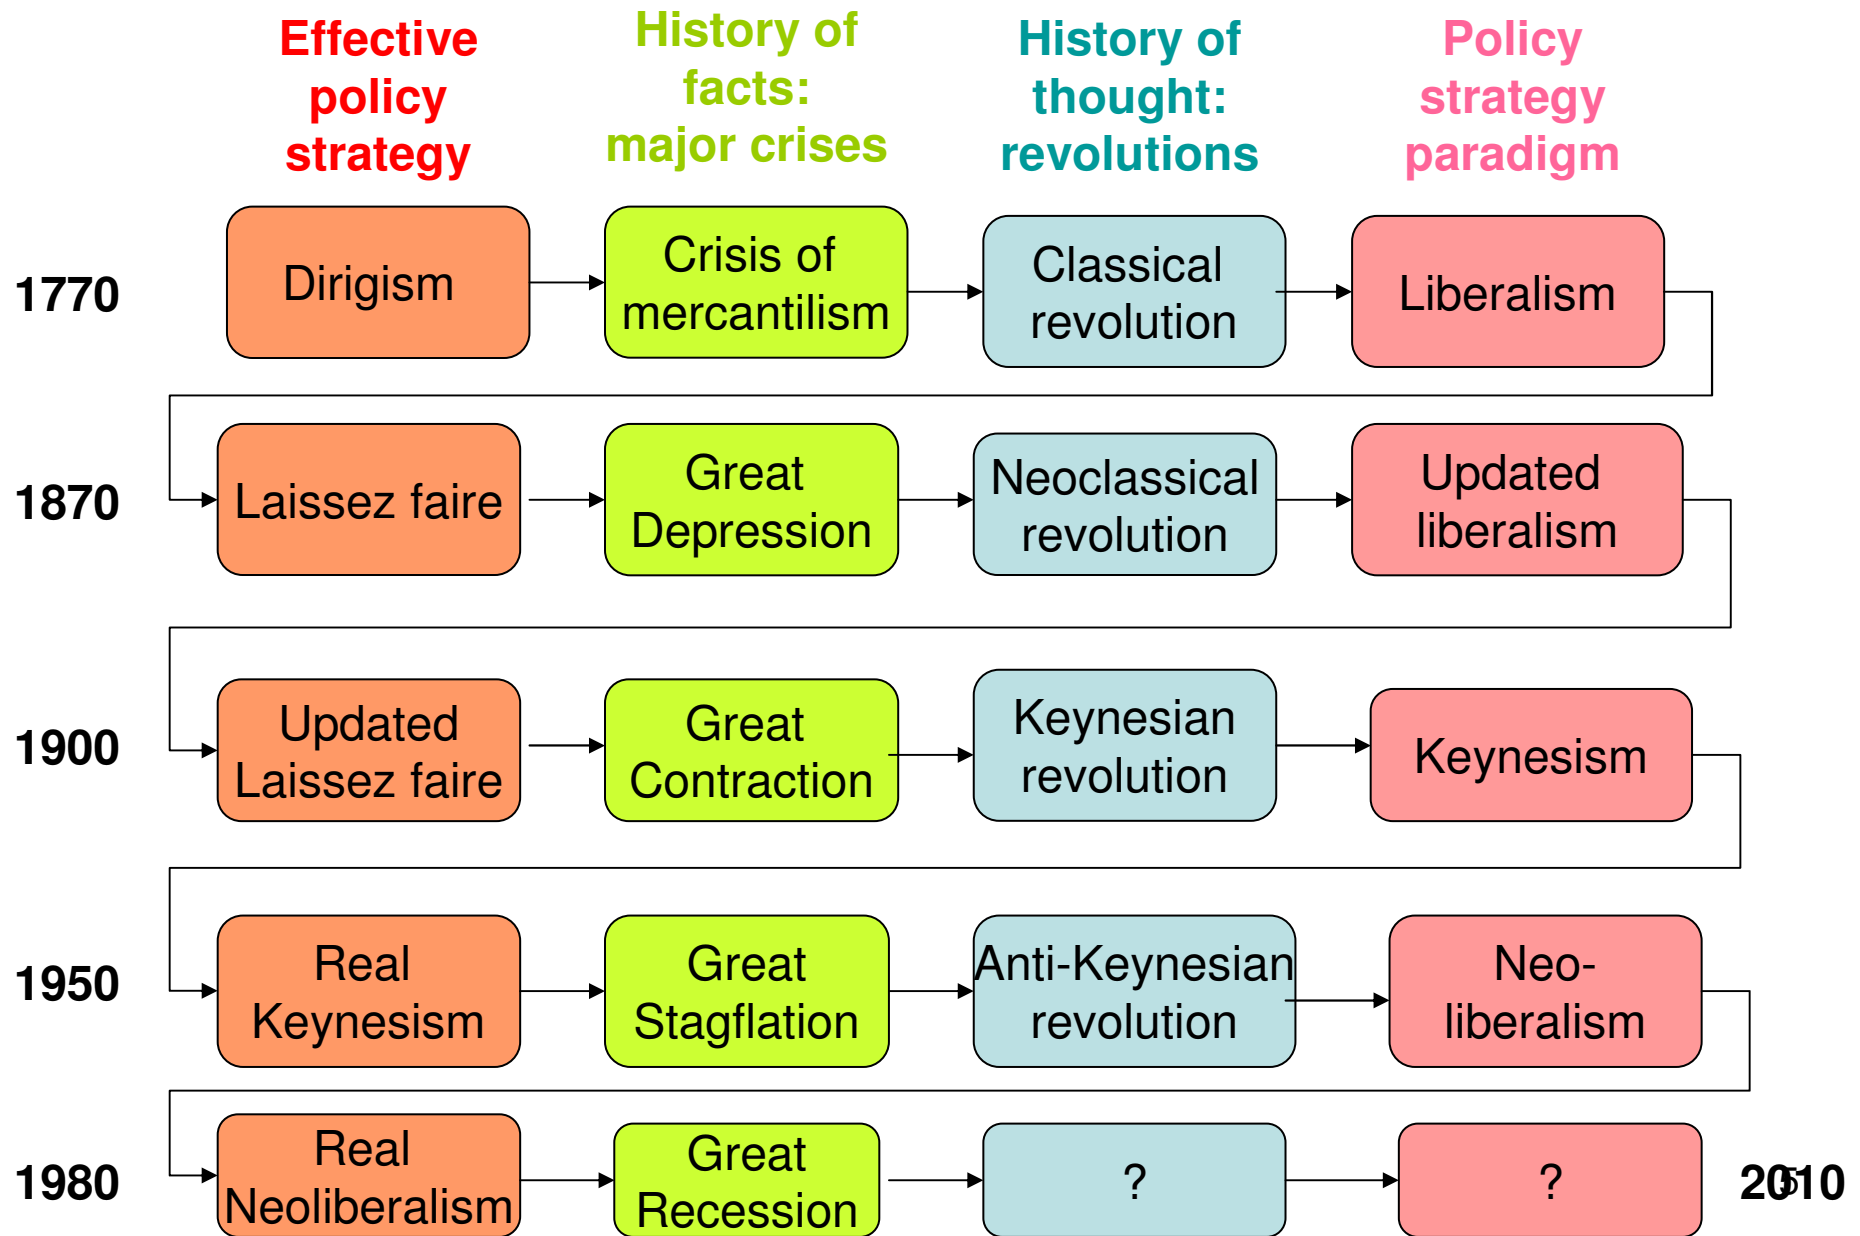 Effective
policy
strategy
History of
facts:
major crises
History of
thought:
revolutions
Policy
strategy
paradigm
1770
Dirigism
Crisis of
mercantilism
Classical
revolution
Liberalism
1870
Laissez faire
Great
Depression
Neoclassical
revolution
Updated
liberalism
1900
Updated
Laissez faire
Great
Contraction
Keynesian
revolution
Keynesism
1950
Real
Keynesism
Great
Stagflation
Anti-Keynesian
revolution
Neo-
liberalism
1980
Real
Neoliberalism
Great
Recession
?
?
2010
5